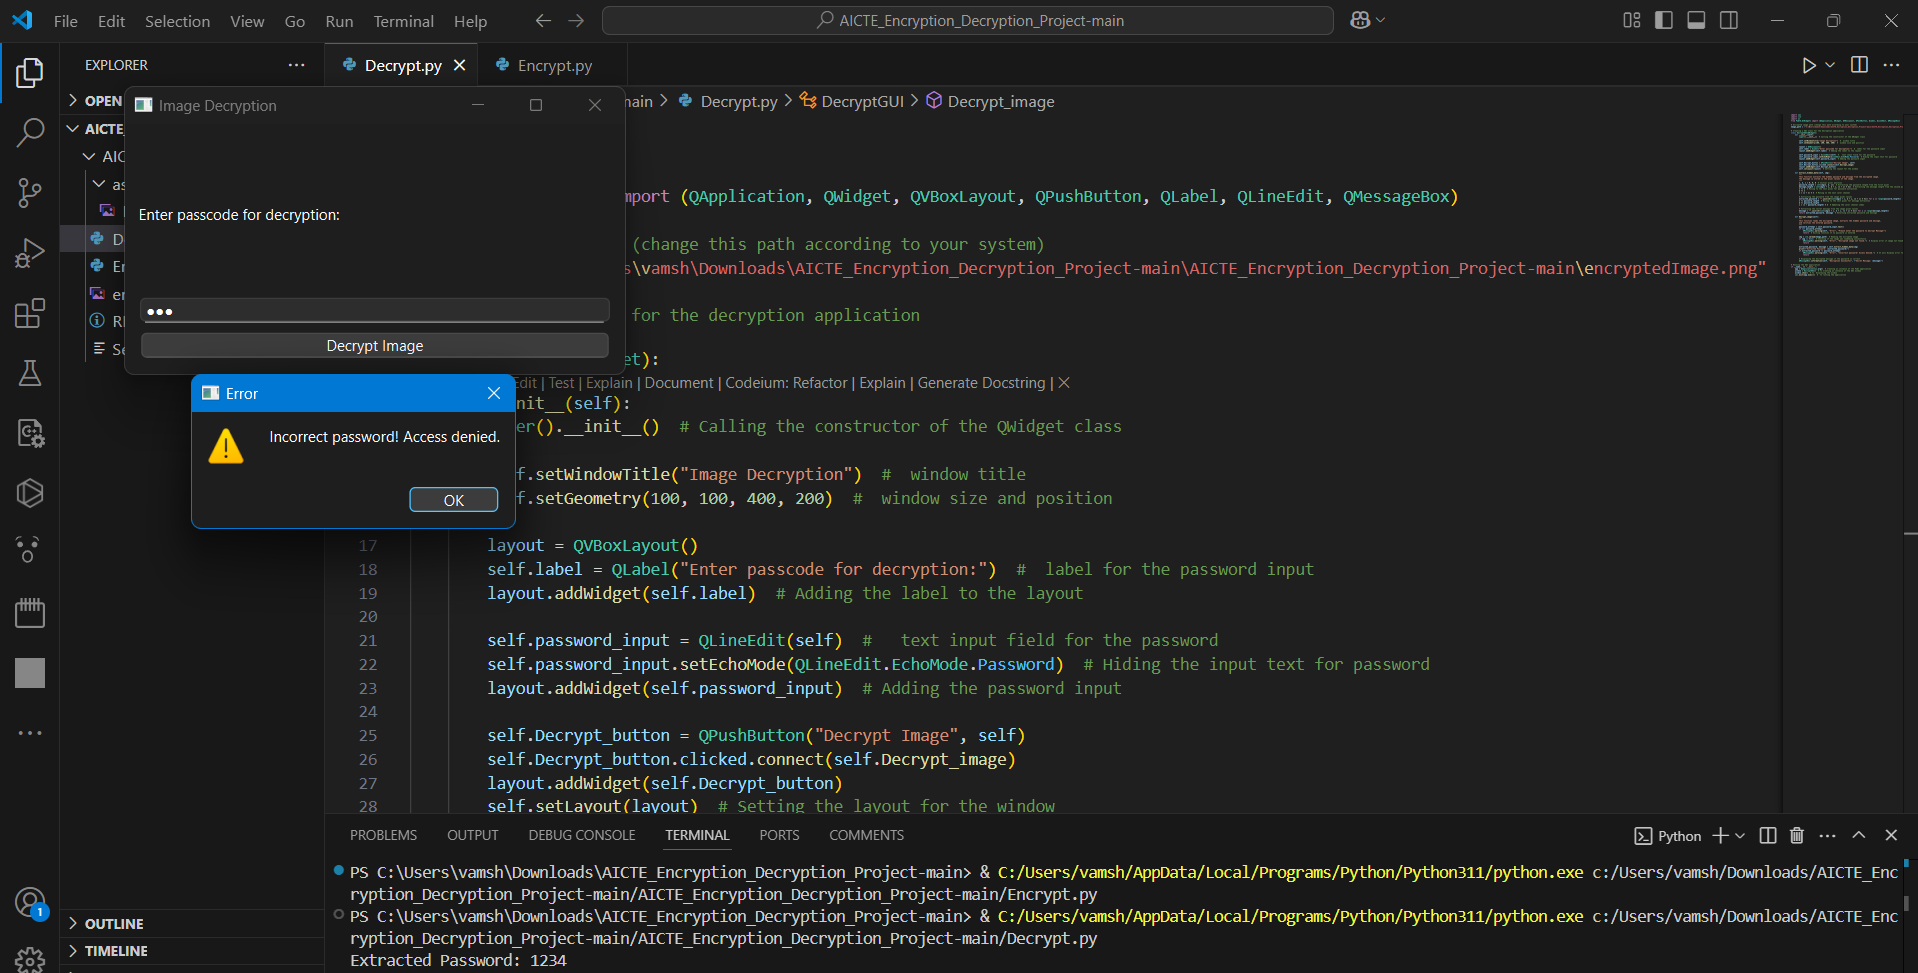 File Edit Selection View Go Run Terminal Help
AICTE_Encryption_Decryption_Project-main
EXPLORER
Decrypt.py
Encrypt.py
OPEN
AICTE_
AIC
as
D
En
en
RE
Se
OUTLINE
TIMELINE
main > Decrypt.py > DecryptGUI > Decrypt_image
Image Decryption
Enter passcode for decryption:
•••
Decrypt Image
Error
Incorrect password! Access denied.
OK
mport (QApplication, QWidget, QVBoxLayout, QPushButton, QLabel, QLineEdit, QMessageBox)
(change this path according to your system)
s\vamsh\Downloads\AICTE_Encryption_Decryption_Project-main\AICTE_Encryption_Decryption_Project-main\encryptedImage.png"
for the decryption application
et):
Edit | Test | Explain | Document | Codeium: Refactor | Explain | Generate Docstring | X
nit__(self):
er().__init__()  # Calling the constructor of the QWidget class
f.setWindowTitle("Image Decryption")  #  window title
f.setGeometry(100, 100, 400, 200)  #  window size and position
17 layout = QVBoxLayout()
18 self.label = QLabel("Enter passcode for decryption:")  #  label for the password input
19 layout.addWidget(self.label)  # Adding the label to the layout
20
21 self.password_input = QLineEdit(self)  #   text input field for the password
22 self.password_input.setEchoMode(QLineEdit.EchoMode.Password)  # Hiding the input text for password
23 layout.addWidget(self.password_input)  # Adding the password input
24
25 self.Decrypt_button = QPushButton("Decrypt Image", self)
26 self.Decrypt_button.clicked.connect(self.Decrypt_image)
27 layout.addWidget(self.Decrypt_button)
28 self.setLayout(layout)  # Setting the layout for the window
PROBLEMS OUTPUT DEBUG CONSOLE TERMINAL PORTS COMMENTS
Python
PS C:\Users\vamsh\Downloads\AICTE_Encryption_Decryption_Project-main> & C:/Users/vamsh/AppData/Local/Programs/Python/Python311/python.exe c:/Users/vamsh/Downloads/AICTE_Enc
ryption_Decryption_Project-main/AICTE_Encryption_Decryption_Project-main/Encrypt.py
PS C:\Users\vamsh\Downloads\AICTE_Encryption_Decryption_Project-main> & C:/Users/vamsh/AppData/Local/Programs/Python/Python311/python.exe c:/Users/vamsh/Downloads/AICTE_Enc
ryption_Decryption_Project-main/AICTE_Encryption_Decryption_Project-main/Decrypt.py
Extracted Password: 1234
1